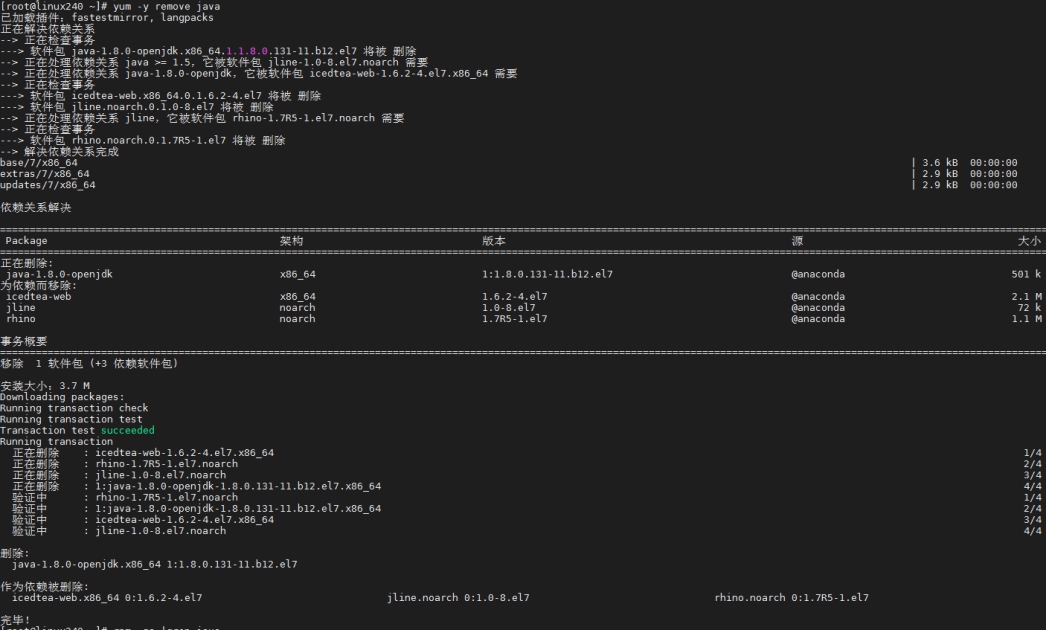 [root@linux240 ~]# yum -y remove java
已加载插件：fastestmirror, langpacks
正在解决依赖关系
--> 正在检查事务
---> 软件包 java-1.8.0-openjdk.x86_64.1.1.8.0.131-11.b12.el7 将被 删除
--> 正在处理依赖关系 java >= 1.5，它被软件包 jline-1.0-8.el7.noarch 需要
--> 正在处理依赖关系 java-1.8.0-openjdk，它被软件包 icedtea-web-1.6.2-4.el7.x86_64 需要
--> 正在检查事务
---> 软件包 icedtea-web.x86_64.0.1.6.2-4.el7 将被 删除
---> 软件包 jline.noarch.0.1.0-8.el7 将被 删除
--> 正在处理依赖关系 jline，它被软件包 rhino-1.7R5-1.el7.noarch 需要
--> 正在检查事务
---> 软件包 rhino.noarch.0.1.7R5-1.el7 将被 删除
--> 解决依赖关系完成
base/7/x86_64 | 3.6 kB 00:00:00
extras/7/x86_64 | 2.9 kB 00:00:00
updates/7/x86_64 | 2.9 kB 00:00:00
依赖关系解决
Package 架构 版本 源 大小
正在删除:
java-1.8.0-openjdk x86_64 1:1.8.0.131-11.b12.el7 @anaconda 501 k
为依赖而移除:
icedtea-web x86_64 1.6.2-4.el7 @anaconda 2.1 M
jline noarch 1.0-8.el7 @anaconda 72 k
rhino noarch 1.7R5-1.el7 @anaconda 1.1 M
事务概要
移除 1 软件包 (+3 依赖软件包)
安装大小：3.7 M
Downloading packages:
Running transaction check
Running transaction test
Transaction test succeeded
Running transaction
正在删除 : icedtea-web-1.6.2-4.el7.x86_64 1/4
正在删除 : rhino-1.7R5-1.el7.noarch 2/4
正在删除 : jline-1.0-8.el7.noarch 3/4
正在删除 : 1:java-1.8.0-openjdk-1.8.0.131-11.b12.el7.x86_64 4/4
验证中 : rhino-1.7R5-1.el7.noarch 1/4
验证中 : 1:java-1.8.0-openjdk-1.8.0.131-11.b12.el7.x86_64 2/4
验证中 : icedtea-web-1.6.2-4.el7.x86_64 3/4
验证中 : jline-1.0-8.el7.noarch 4/4
删除:
java-1.8.0-openjdk.x86_64 1:1.8.0.131-11.b12.el7
作为依赖被删除:
icedtea-web.x86_64 0:1.6.2-4.el7 jline.noarch 0:1.0-8.el7 rhino.noarch 0:1.7R5-1.el7
完毕！